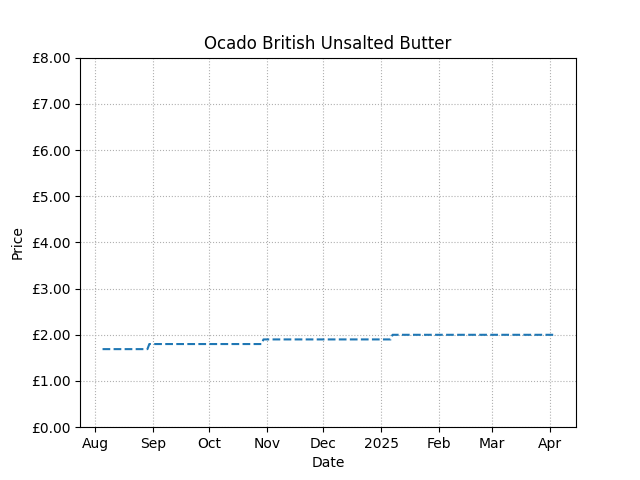 Ocado British Unsalted Butter
£8.00
£7.00
£6.00
£5.00
£4.00
£3.00
£2.00
£1.00
£0.00
Price
Aug Sep Oct Nov Dec 2025 Feb Mar Apr
Date